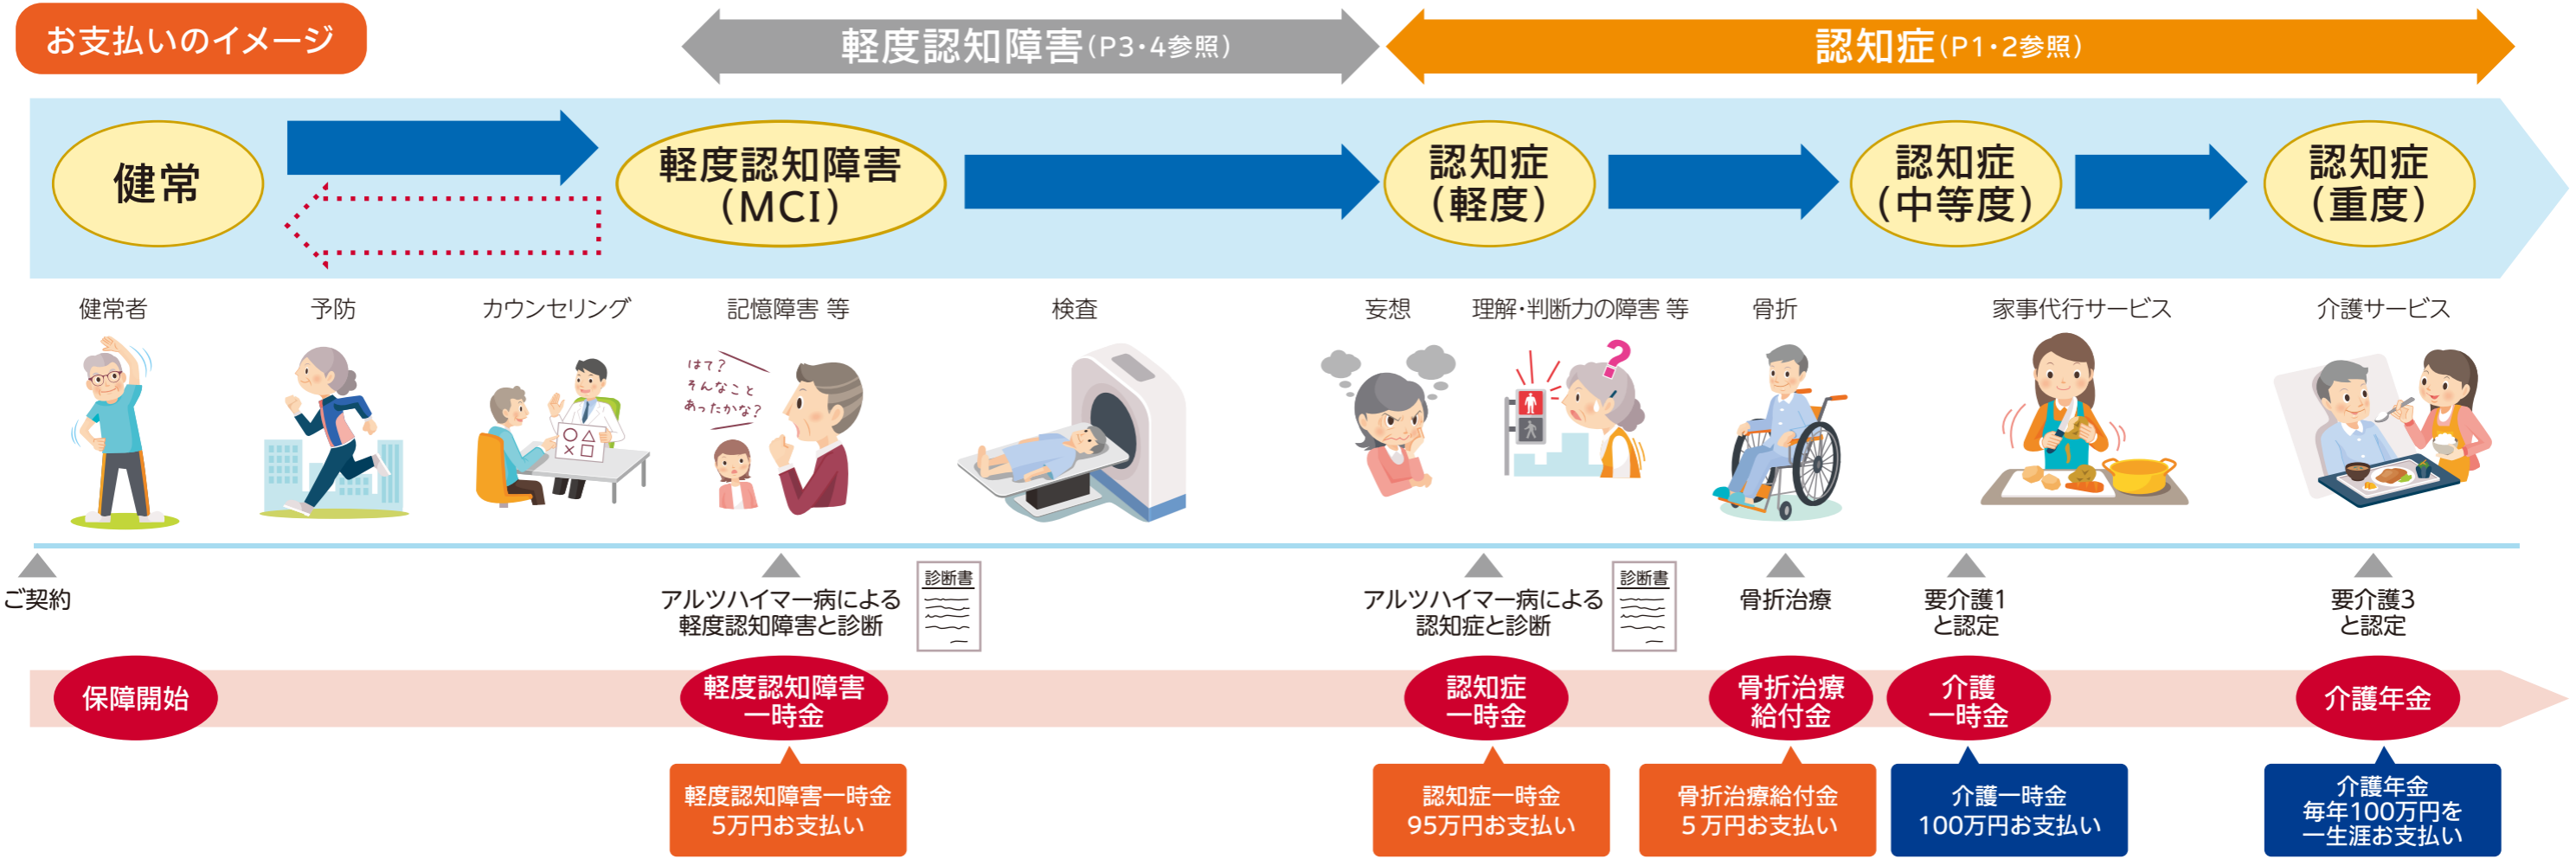 お支払いのイメージ
軽度認知障害(P3・4参照)
認知症(P1・2参照)
健常
軽度認知障害
(MCI)
認知症
(軽度)
認知症
(中等度)
認知症
(重度)
健常者
予防
カウンセリング
記憶障害 等
検査
妄想
理解・判断力の障害 等
骨折
家事代行サービス
介護サービス
はて?
そんなこと
あったかな?
ご契約
アルツハイマー病による
軽度認知障害と診断
診断書
アルツハイマー病による
認知症と診断
診断書
骨折治療
要介護1
と認定
要介護3
と認定
保障開始
軽度認知障害
一時金
認知症
一時金
骨折治療
給付金
介護
一時金
介護年金
軽度認知障害一時金
5万円お支払い
認知症一時金
95万円お支払い
骨折治療給付金
5万円お支払い
介護一時金
100万円お支払い
介護年金
毎年100万円を
一生涯お支払い